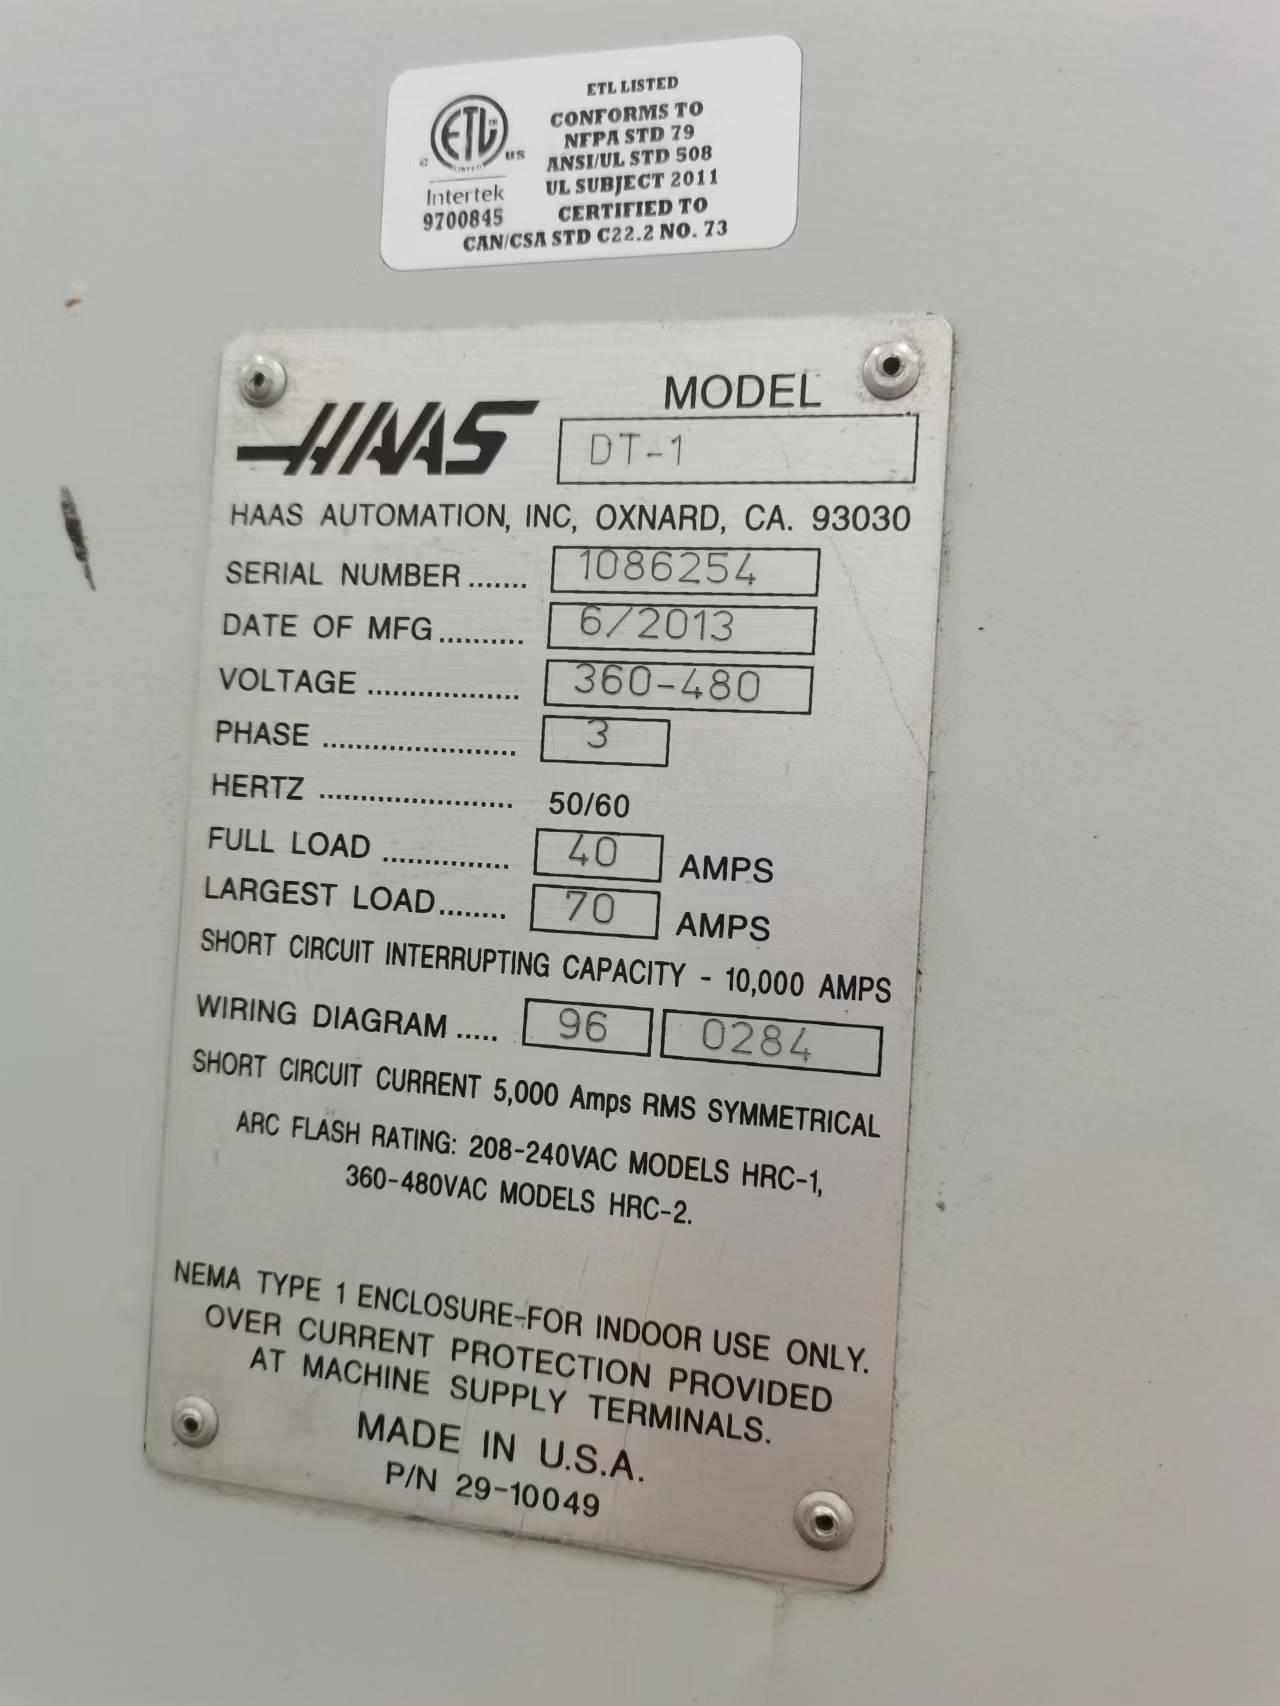 ETL LISTED
CONFORMS TO
NFPA STD 79
ANSI/UL STD 508
UL SUBJECT 2011
CERTIFIED TO
CAN/CSA STD C22.2 NO. 73
ETL
LISTED
us
Intertek
9700845
HAAS
MODEL
DT-1
HAAS AUTOMATION, INC, OXNARD, CA. 93030
SERIAL NUMBER ....... 1086254
DATE OF MFG .......... 6/2013
VOLTAGE .................. 360-480
PHASE ....................... 3
HERTZ ....................... 50/60
FULL LOAD ............... 40 AMPS
LARGEST LOAD ........ 70 AMPS
SHORT CIRCUIT INTERRUPTING CAPACITY - 10,000 AMPS
WIRING DIAGRAM ..... 96 0284
SHORT CIRCUIT CURRENT 5,000 Amps RMS SYMMETRICAL
ARC FLASH RATING: 208-240VAC MODELS HRC-1,
360-480VAC MODELS HRC-2.
NEMA TYPE 1 ENCLOSURE-FOR INDOOR USE ONLY.
OVER CURRENT PROTECTION PROVIDED
AT MACHINE SUPPLY TERMINALS.
MADE IN U.S.A.
P/N 29-10049